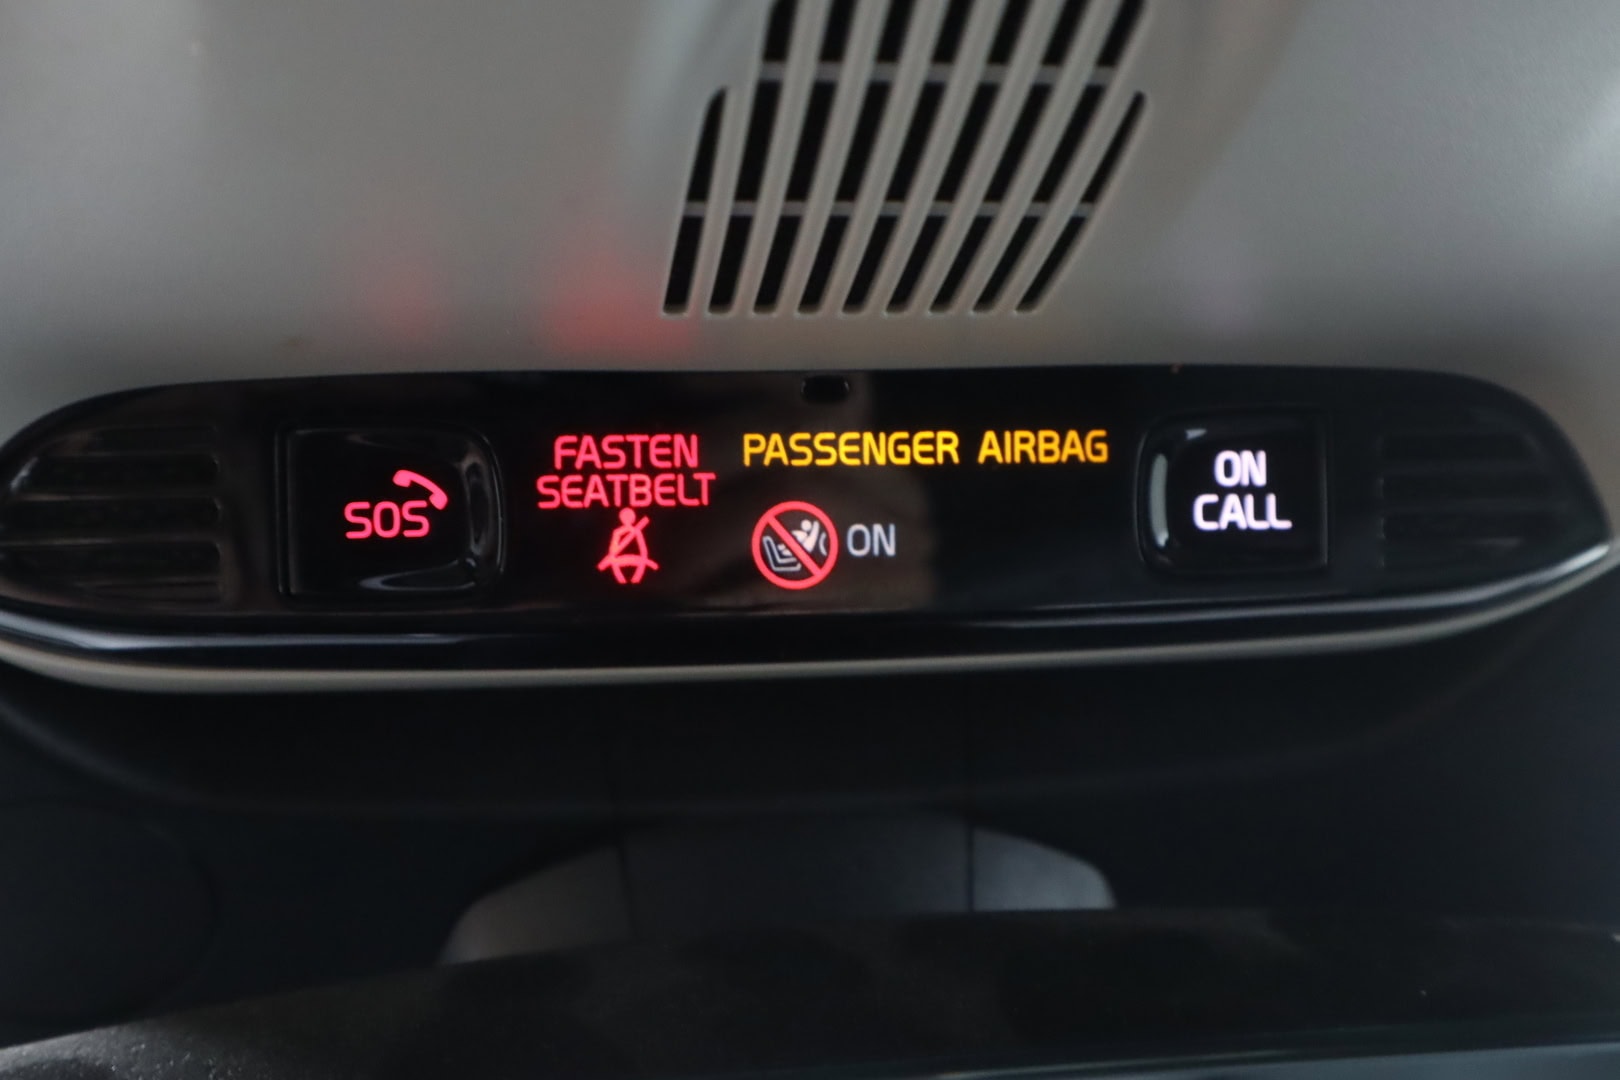 SOS
FASTEN
SEATBELT
PASSENGER AIRBAG
ON
ON
CALL